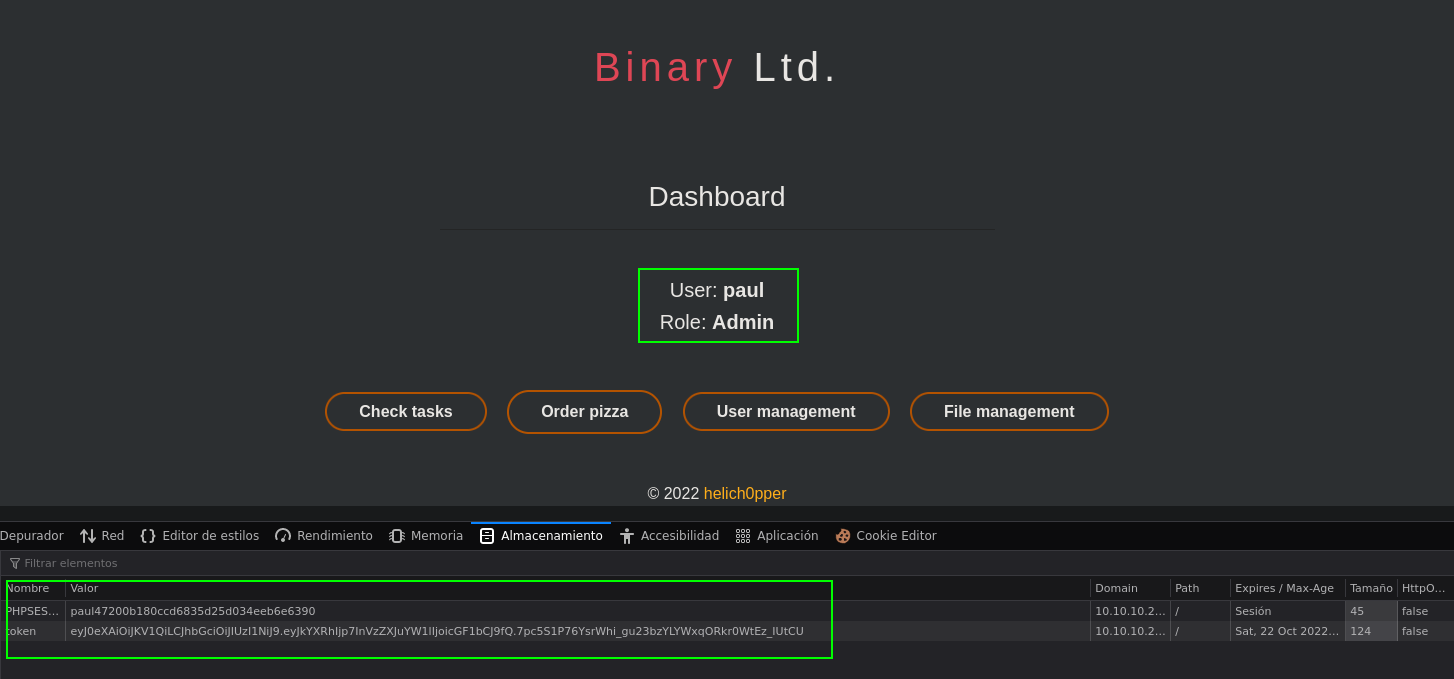 Binary Ltd.
Dashboard
User: paul
Role: Admin
Check tasks Order pizza User management File management
© 2022 helich0pper
Depurador Red Editor de estilos Rendimiento Memoria Almacenamiento Accesibilidad Aplicación Cookie Editor
Filtrar elementos
Nombre Valor Domain Path Expires / Max-Age Tamaño HttpO...
PHPSES... paul47200b180ccd6835d25d034eeb6e6390 10.10.10.2... / Sesión 45 false
token eyJ0eXAiOiJKV1QiLCJhbGciOiJIUzI1NiJ9.eyJkYXRhIjp7InVzZXJuYW1lIjoicGF1bCJ9fQ.7pc5S1P76YsrWhi_gu23bzYLYWxqORkr0WtEz_IUtCU 10.10.10.2... / Sat, 22 Oct 2022... 124 false